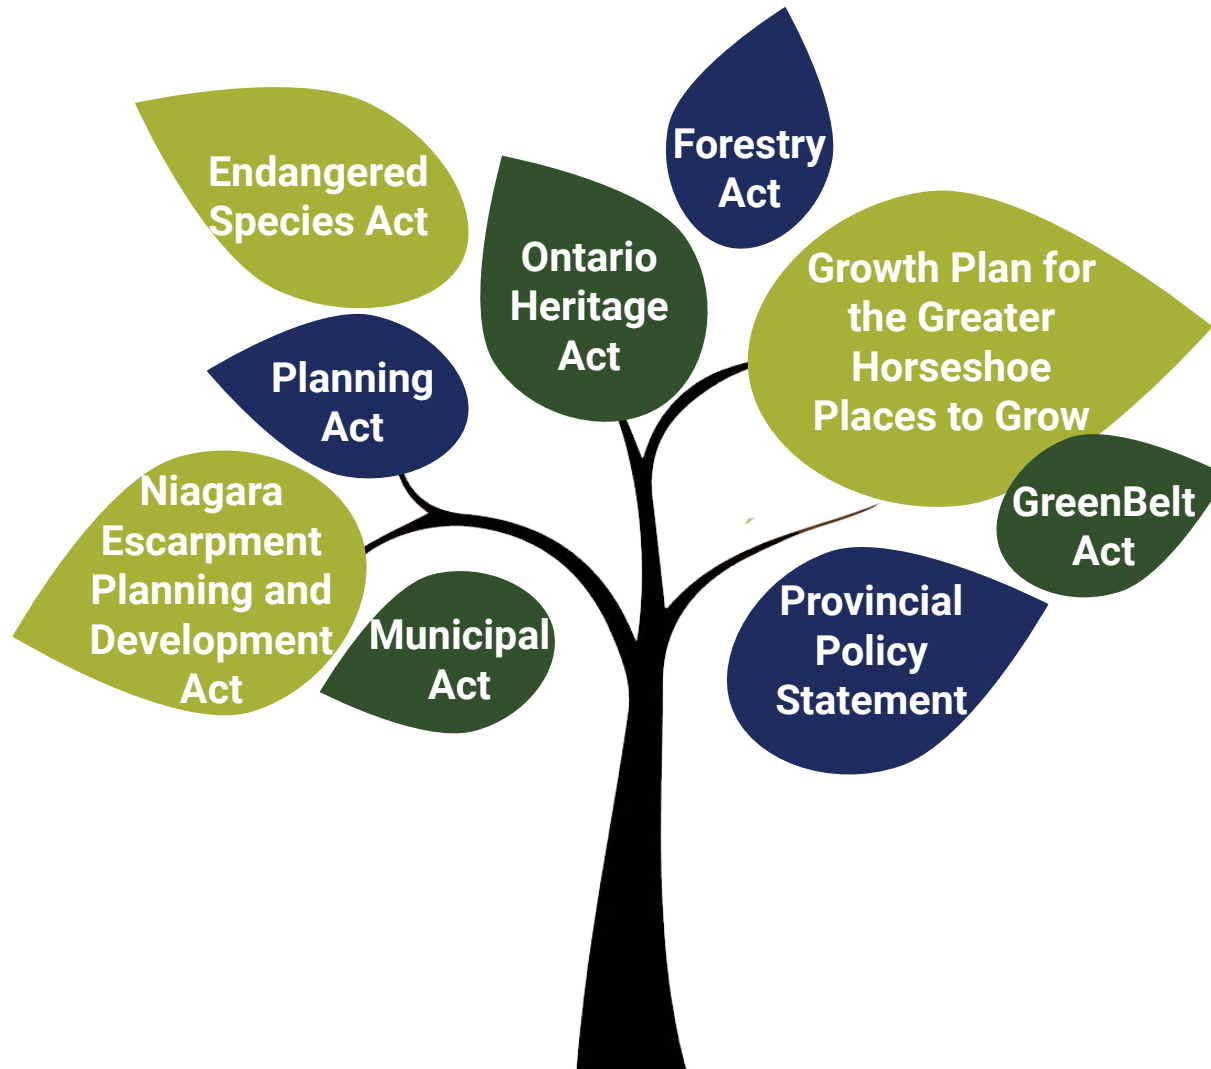 Forestry
Act
Endangered
Species Act
Ontario
Heritage
Act
Growth Plan for
the Greater
Horseshoe
Places to Grow
Planning
Act
Niagara
Escarpment
Planning and
Development
Act
GreenBelt
Act
Municipal
Act
Provincial
Policy
Statement